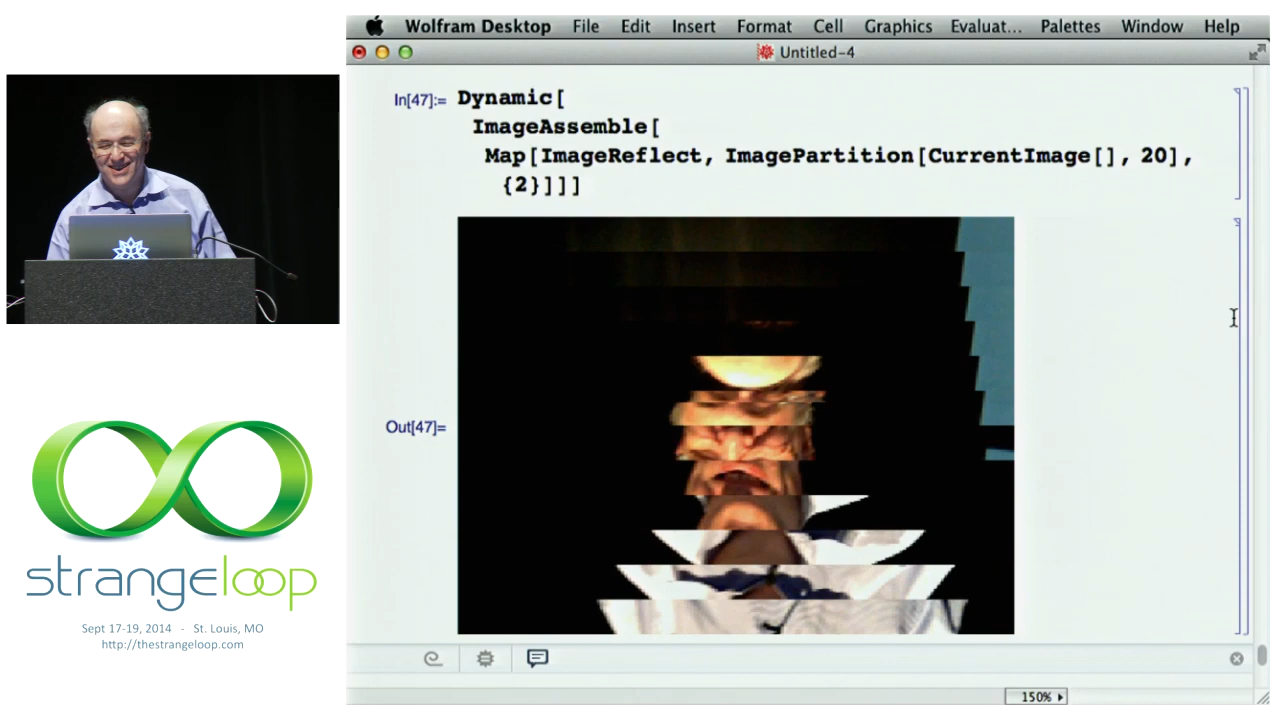 Wolfram Desktop File Edit Insert Format Cell Graphics Evaluat... Palettes Window Help
Untitled-4
In[47]:= Dynamic[
ImageAssemble[
Map[ImageReflect, ImagePartition[CurrentImage[], 20],
{2}]]]
Out[47]=
150%
strangeloop
Sept 17-19, 2014 - St. Louis, MO
http://thestrangeloop.com